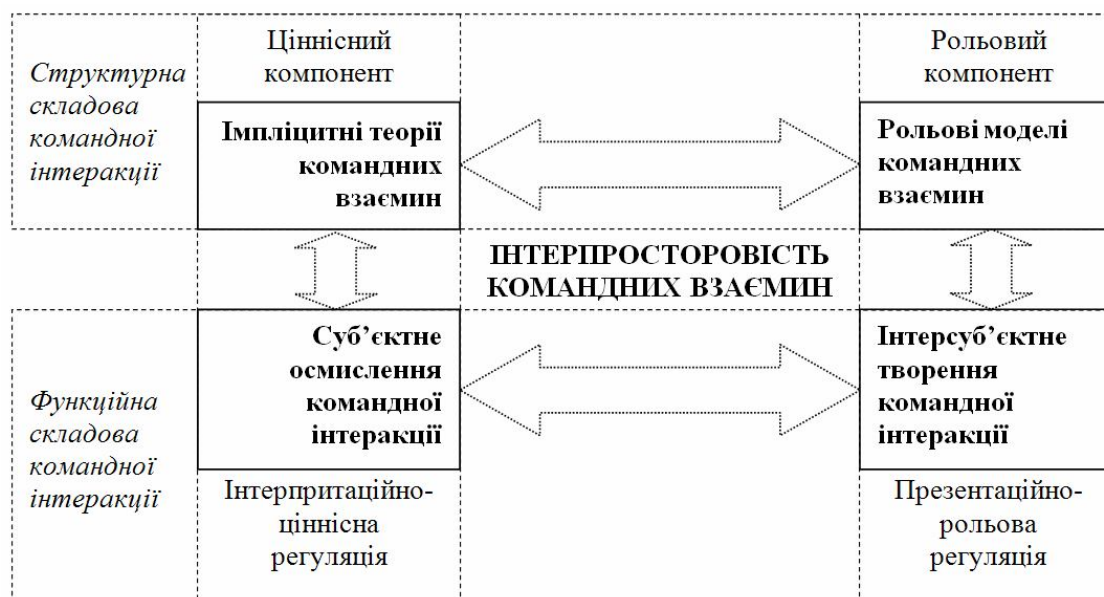 Структурна
складова
командної
інтеракції
Ціннісний
компонент
Імпліцитні теорії
командних
взаємин
Рольовий
компонент
Рольові моделі
командних
взаємин
ІНТЕРПРОСТОРОВІСТЬ
КОМАНДНИХ ВЗАЄМИН
Функційна
складова
командної
інтеракції
Суб’єктне
осмислення
командної
інтеракції
Інтерпритаційно-
ціннісна
регуляція
Інтерсуб’єктне
творення
командної
інтеракції
Презентаційно-
рольова
регуляція